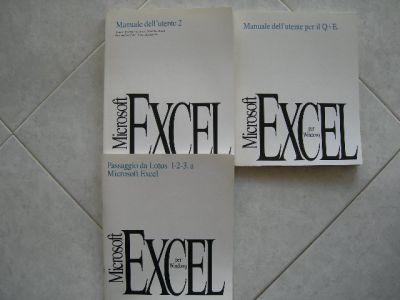 Manuale dell'utente 2
Microsoft
EXCEL
Manuale dell'utente per il Q+E
Microsoft
EXCEL
per
Windows
Passaggio da Lotus 1-2-3 a
Microsoft Excel
Microsoft
EXCEL
per
Windows